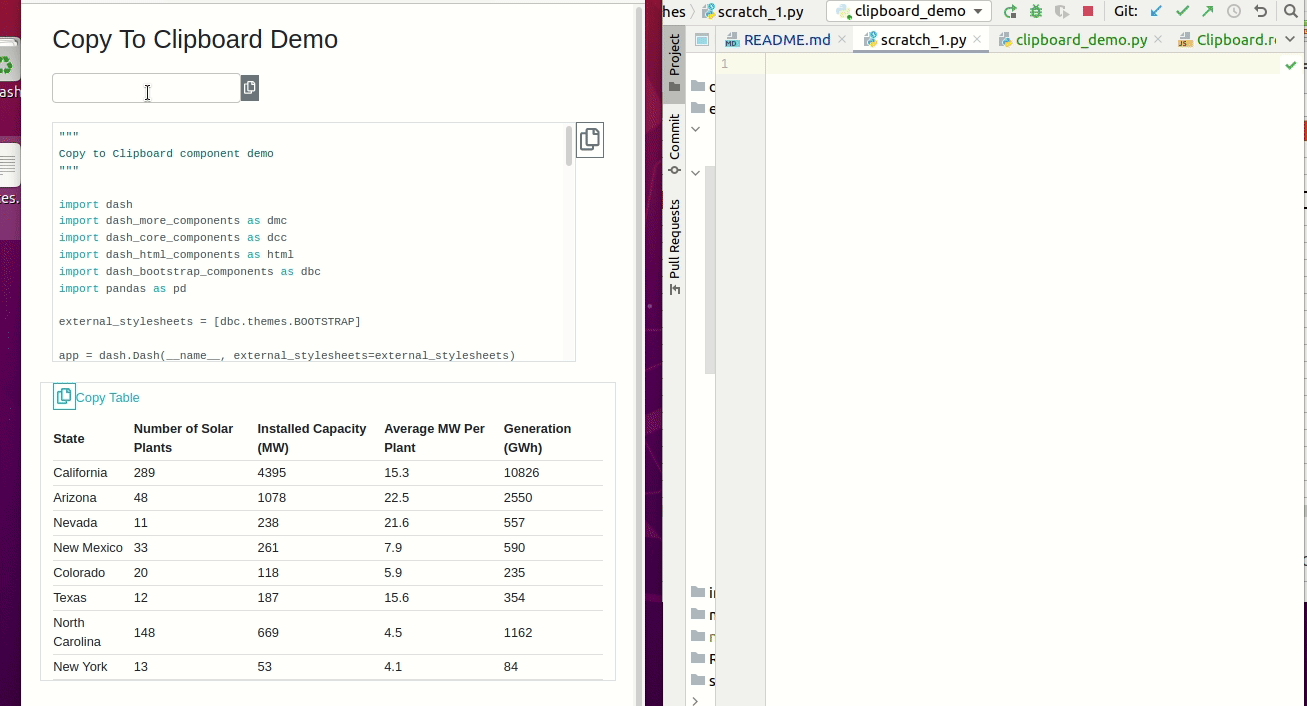 Copy To Clipboard Demo
"""
Copy to Clipboard component demo
"""
import dash
import dash_more_components as dmc
import dash_core_components as dcc
import dash_html_components as html
import dash_bootstrap_components as dbc
import pandas as pd
external_stylesheets = [dbc.themes.BOOTSTRAP]
app = dash.Dash(__name__, external_stylesheets=external_stylesheets)
Copy Table
State Number of Solar Plants Installed Capacity (MW) Average MW Per Plant Generation (GWh)
California 289 4395 15.3 10826
Arizona 48 1078 22.5 2550
Nevada 11 238 21.6 557
New Mexico 33 261 7.9 590
Colorado 20 118 5.9 235
Texas 12 187 15.6 354
North Carolina 148 669 4.5 1162
New York 13 53 4.1 84
hes scratch_1.py clipboard_demo Git:
README.md scratch_1.py clipboard_demo.py Clipboard.r
1
Project
Commit
Pull Requests